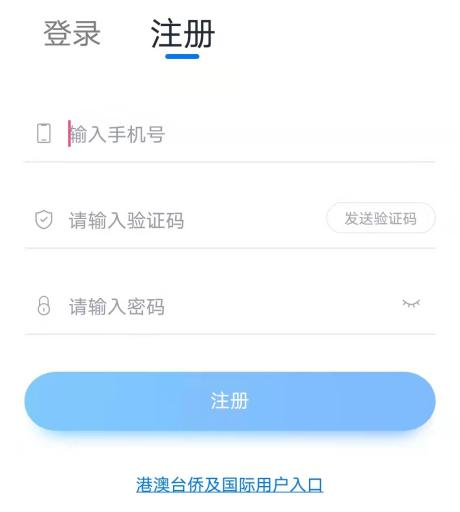 登录 注册
输入手机号
请输入验证码 发送验证码
请输入密码
注册
港澳台侨及国际用户入口